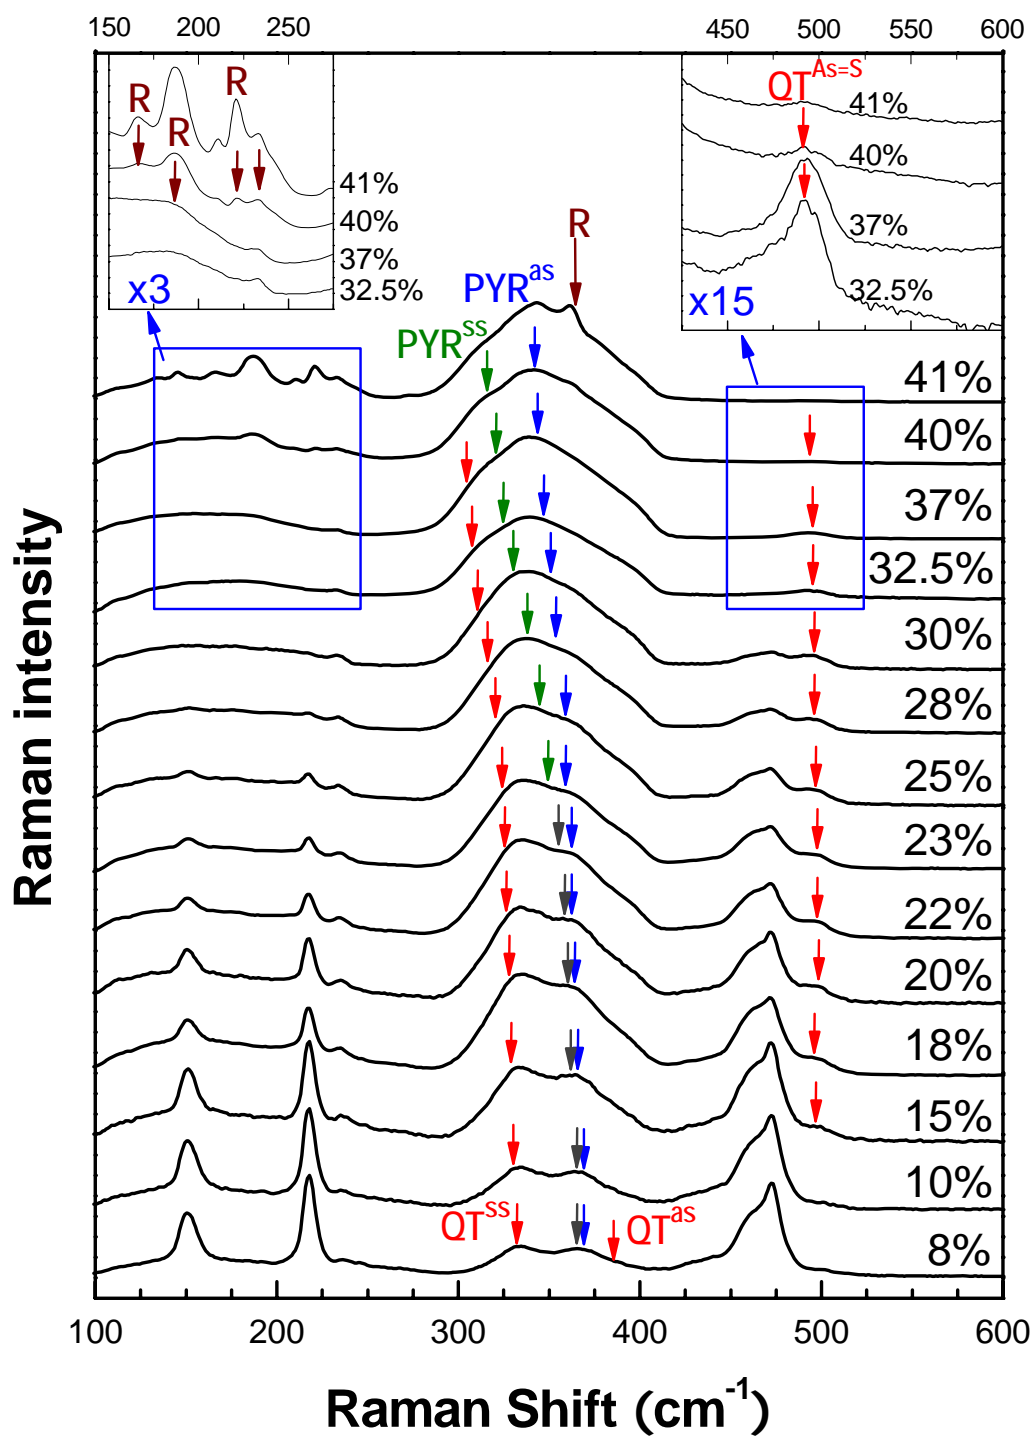 150 200 250 450 500 550 600
R R R
41%
40%
37%
32.5%
x3
QT^As=S
41%
40%
37%
32.5%
x15
R
PYR^as
PYR^ss
41%
40%
37%
32.5%
30%
28%
25%
23%
22%
20%
18%
15%
10%
8%
QT^ss QT^as
Raman intensity
100 200 300 400 500 600
Raman Shift (cm^-1)